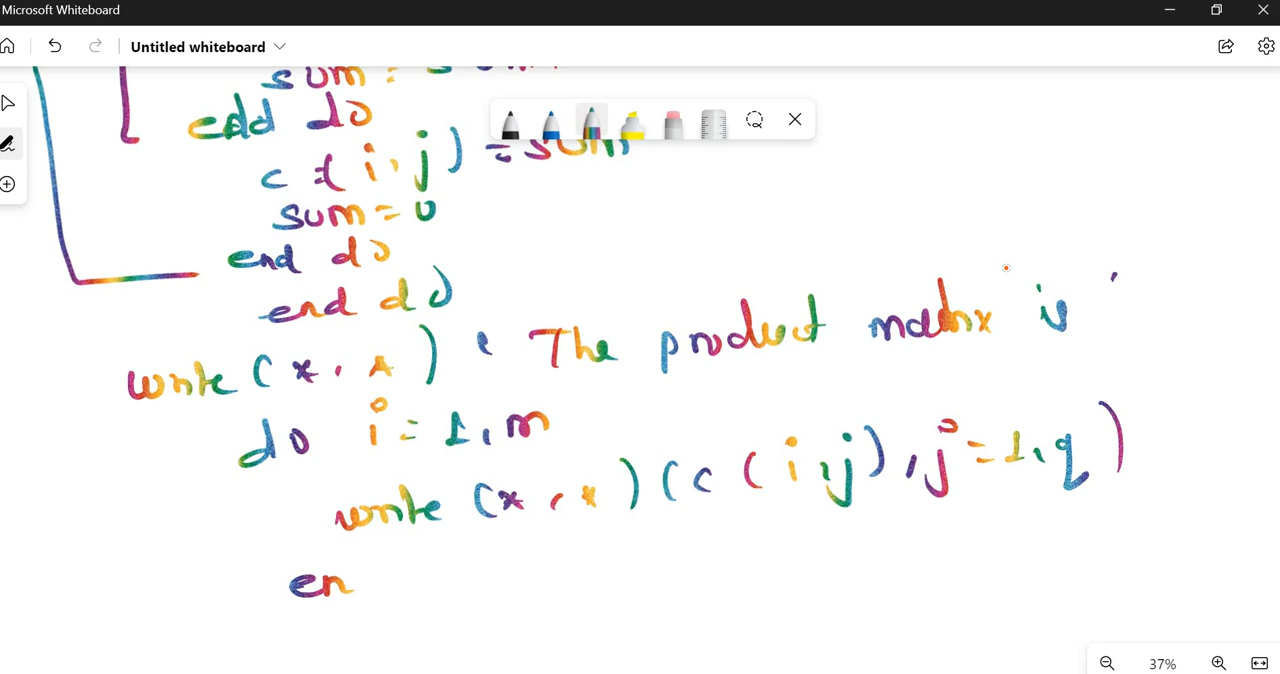 Microsoft Whiteboard
Untitled whiteboard
sum =
edd do
c (i,j) = sum
sum = 0
end do
end do
write (*,*) ' The product matrix is '
do i = 1, m
write (*,*) (c (i,j), j = 1, q)
en
37%